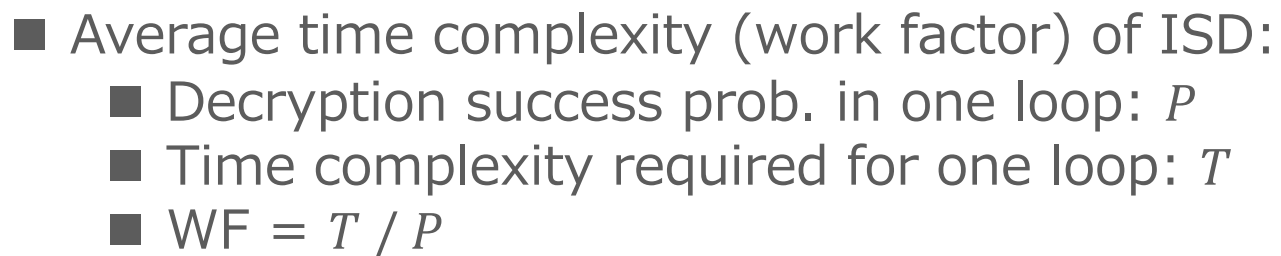 ■ Average time complexity (work factor) of ISD:
■ Decryption success prob. in one loop: P
■ Time complexity required for one loop: T
■ WF = T / P